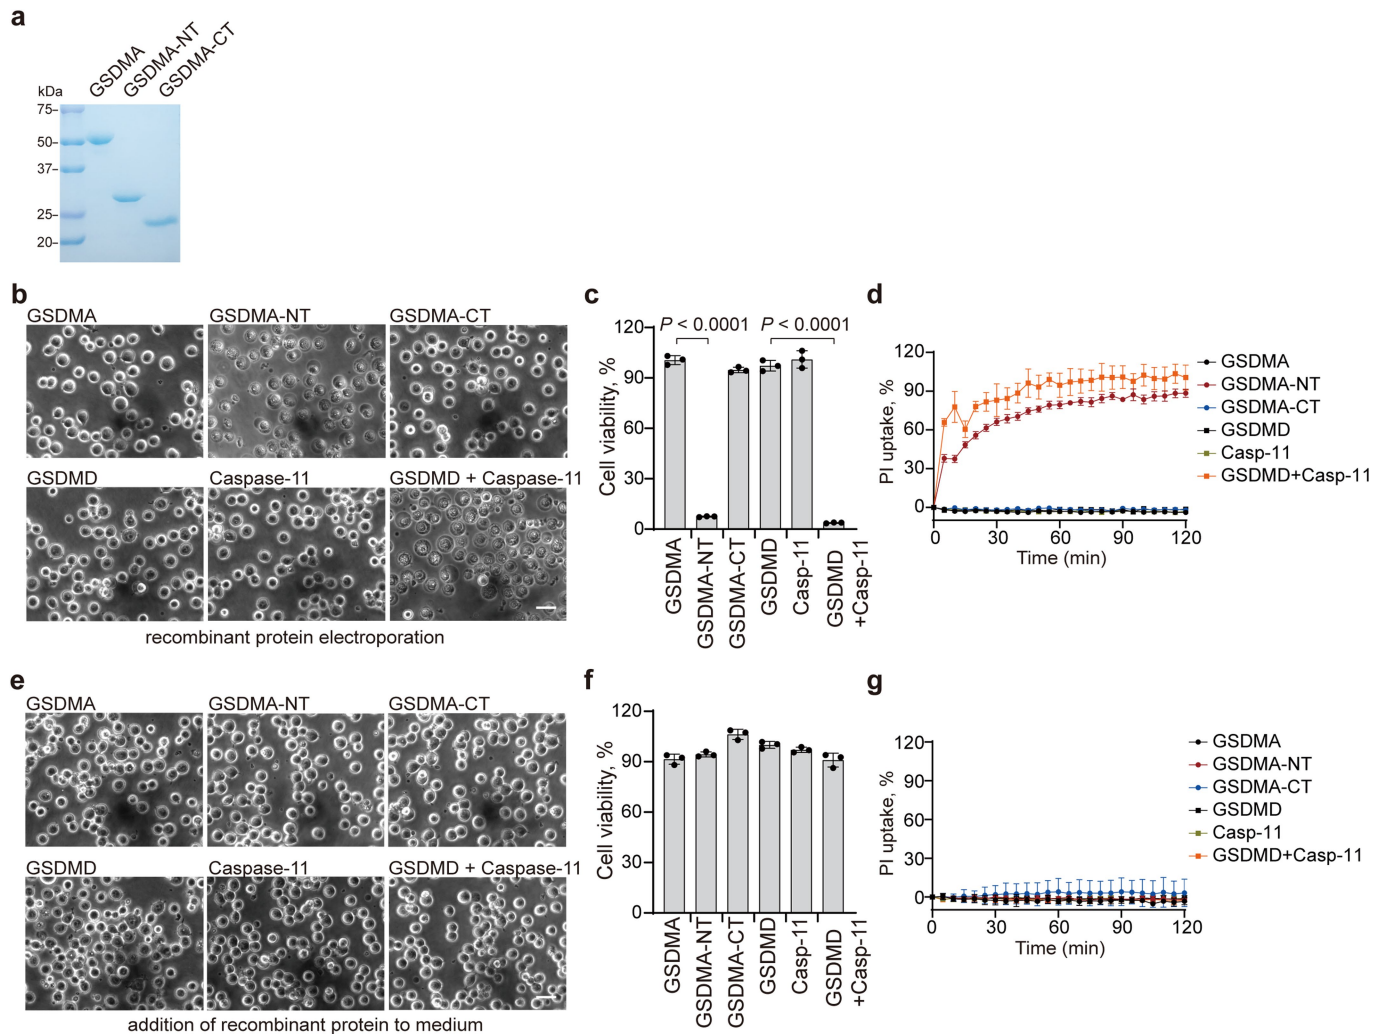 a
GSDMA
GSDMA-NT
GSDMA-CT
kDa
75-
50-
37-
25-
20-
b
GSDMA
GSDMA-NT
GSDMA-CT
GSDMD
Caspase-11
GSDMD + Caspase-11
recombinant protein electroporation
c
P < 0.0001
P < 0.0001
Cell viability, %
120
90
60
30
0
GSDMA
GSDMA-NT
GSDMA-CT
GSDMD
Casp-11
GSDMD
+Casp-11
d
PI uptake, %
120
90
60
30
0
0 30 60 90 120
Time (min)
GSDMA
GSDMA-NT
GSDMA-CT
GSDMD
Casp-11
GSDMD+Casp-11
e
GSDMA
GSDMA-NT
GSDMA-CT
GSDMD
Caspase-11
GSDMD + Caspase-11
addition of recombinant protein to medium
f
Cell viability, %
120
90
60
30
0
GSDMA
GSDMA-NT
GSDMA-CT
GSDMD
Casp-11
GSDMD
+Casp-11
g
PI uptake, %
120
90
60
30
0
0 30 60 90 120
Time (min)
GSDMA
GSDMA-NT
GSDMA-CT
GSDMD
Casp-11
GSDMD+Casp-11